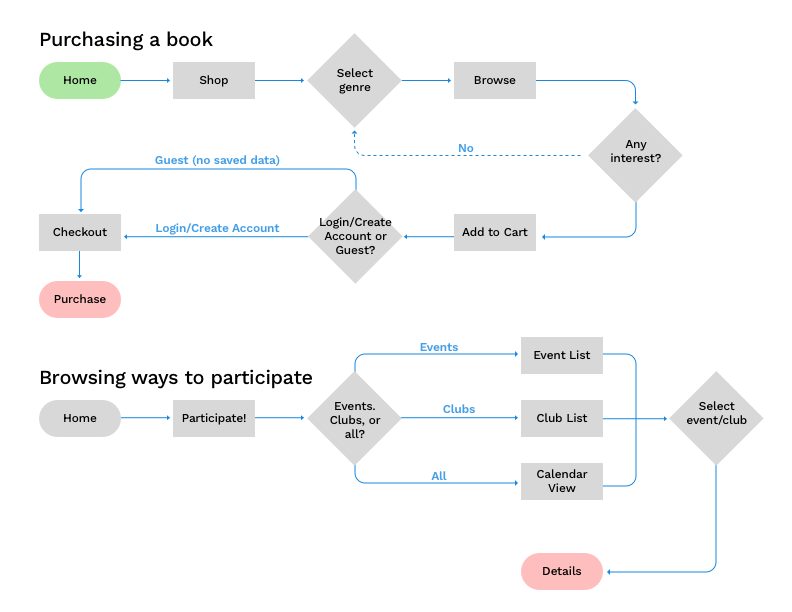 Purchasing a book
Home
Shop
Select
genre
Browse
Any
interest?
No
Guest (no saved data)
Login/Create
Account or
Guest?
Add to Cart
Login/Create Account
Checkout
Purchase
Browsing ways to participate
Home
Participate!
Events.
Clubs, or
all?
Events
Event List
Clubs
Club List
All
Calendar
View
Select
event/club
Details